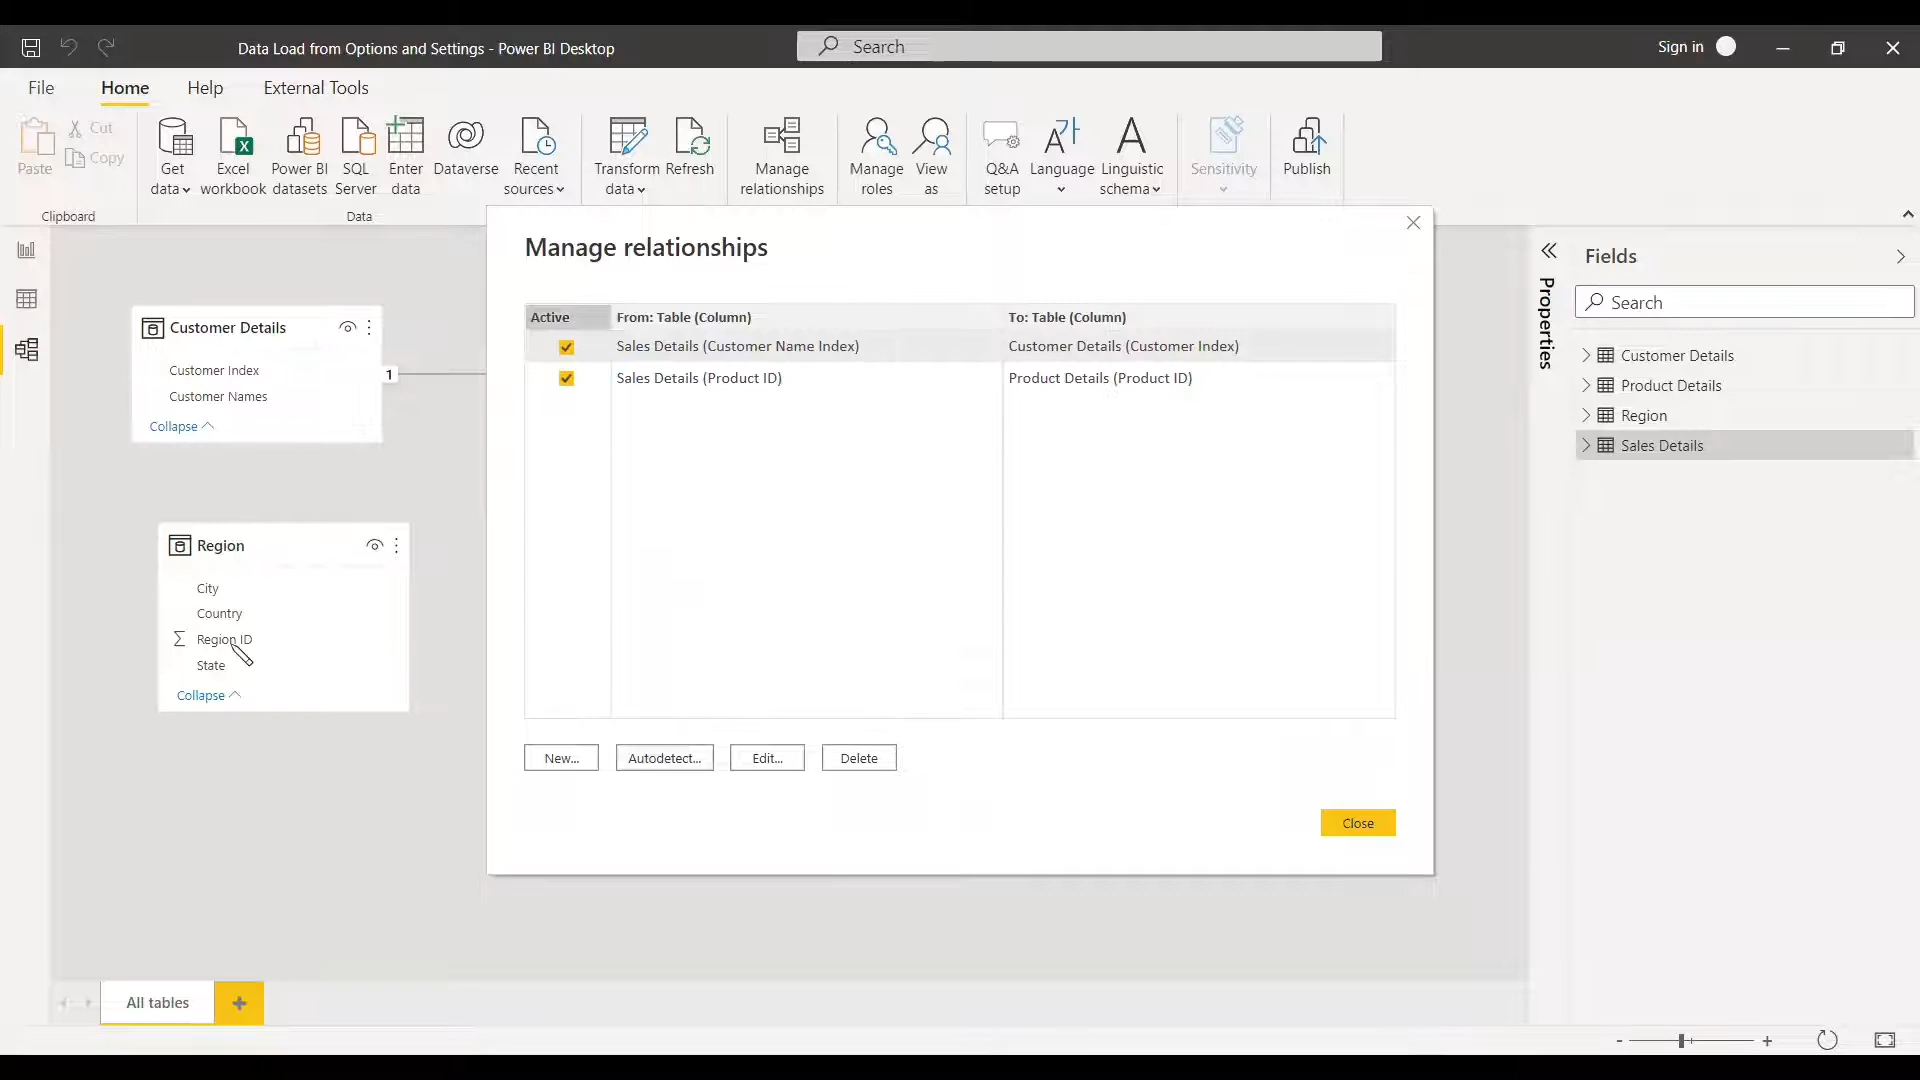 Data Load from Options and Settings - Power BI Desktop
Search
Sign in
File
Home
Help
External Tools
Paste
Cut
Copy
Clipboard
Get data
Excel workbook
Power BI datasets
SQL Server
Enter data
Dataverse
Recent sources
Data
Transform data
Refresh
Manage relationships
Manage roles
View as
Q&A setup
Language
Linguistic schema
Sensitivity
Publish
Customer Details
Customer Index
Customer Names
Collapse
1
Region
City
Country
Σ Region ID
State
Collapse
Manage relationships
Active From: Table (Column) To: Table (Column)
Sales Details (Customer Name Index) Customer Details (Customer Index)
Sales Details (Product ID) Product Details (Product ID)
New...
Autodetect...
Edit...
Delete
Close
Properties
Fields
Search
Customer Details
Product Details
Region
Sales Details
All tables
+
- +